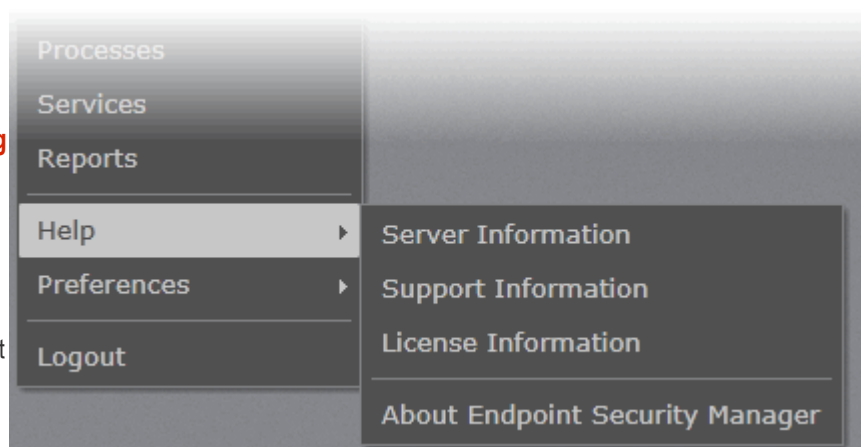 Processes
Services
g
Reports
Help
Server Information
Preferences
Support Information
License Information
t
Logout
About Endpoint Security Manager